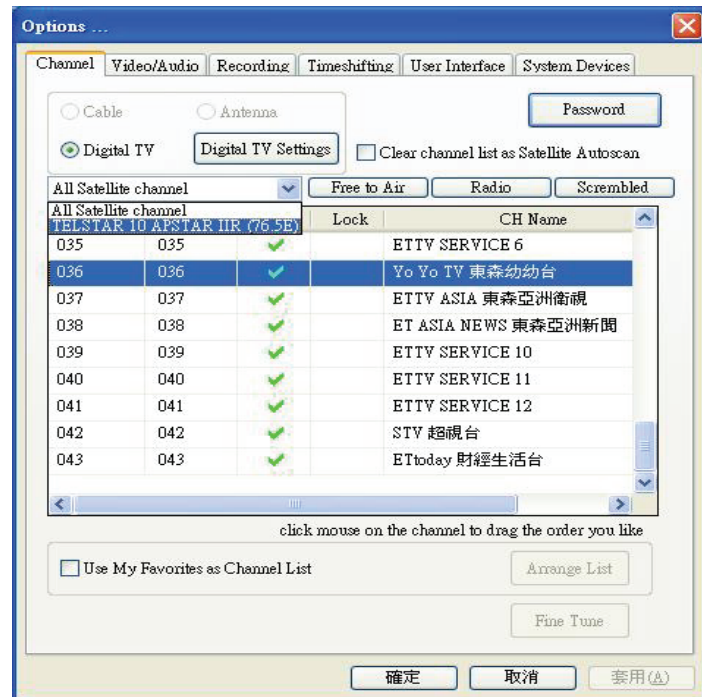 Options ...
Channel Video/Audio Recording Timeshifting User Interface System Devices
Cable Antenna Password
Digital TV Digital TV Settings Clear channel list as Satellite Autoscan
All Satellite channel Free to Air Radio Scrembled
All Satellite channel
TELSTAR 10 APSTAR IIR (76.5E) Lock CH Name
035 035 ETTV SERVICE 6
036 036 Yo Yo TV 東森幼幼台
037 037 ETTV ASIA 東森亞洲衛視
038 038 ET ASIA NEWS 東森亞洲新聞
039 039 ETTV SERVICE 10
040 040 ETTV SERVICE 11
041 041 ETTV SERVICE 12
042 042 STV 超視台
043 043 ETtoday 財經生活台
click mouse on the channel to drag the order you like
Use My Favorites as Channel List Arrange List
Fine Tune
確定 取消 套用(A)